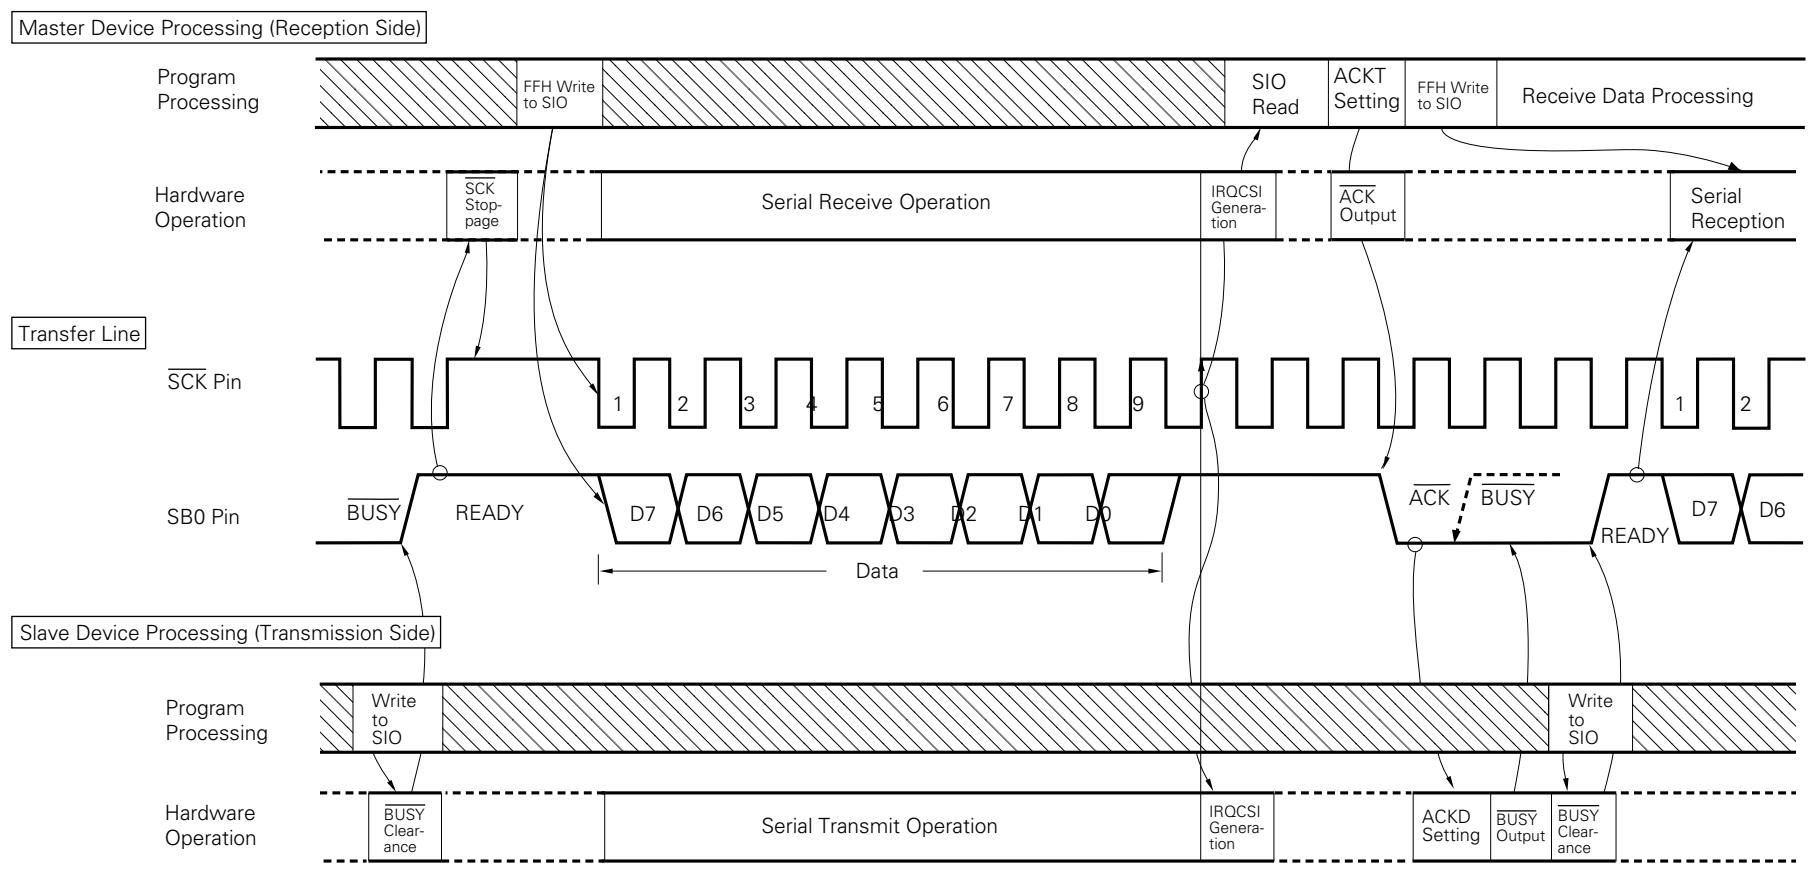 Master Device Processing (Reception Side)
Program
Processing
FFH Write
to SIO
SIO
Read
ACKT
Setting
FFH Write
to SIO
Receive Data Processing
Hardware
Operation
SCK
Stop-
page
Serial Receive Operation
IRQCSI
Genera-
tion
ACK
Output
Serial
Reception
Transfer Line
SCK Pin
1 2 3 4 5 6 7 8 9 1 2
SB0 Pin
BUSY READY D7 D6 D5 D4 D3 D2 D1 D0 ACK BUSY READY D7 D6
Data
Slave Device Processing (Transmission Side)
Program
Processing
Write
to
SIO
Write
to
SIO
Hardware
Operation
BUSY
Clear-
ance
Serial Transmit Operation
IRQCSI
Genera-
tion
ACKD
Setting
BUSY
Output
BUSY
Clear-
ance